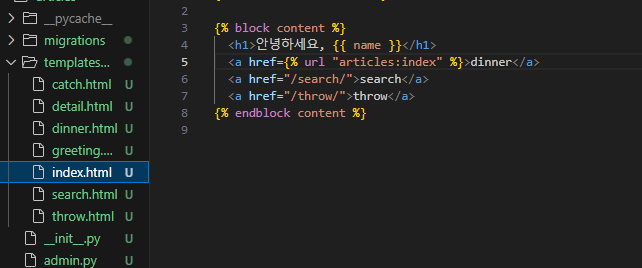 __pycache__
migrations
templates...
catch.html U
detail.html U
dinner.html U
greeting.... U
index.html U
search.html U
throw.html U
__init__.py U
admin.py U
2
3 {% block content %}
4 <h1>안녕하세요, {{ name }}</h1>
5 <a href={% url "articles:index" %}>dinner</a>
6 <a href="/search/">search</a>
7 <a href="/throw/">throw</a>
8 {% endblock content %}
9